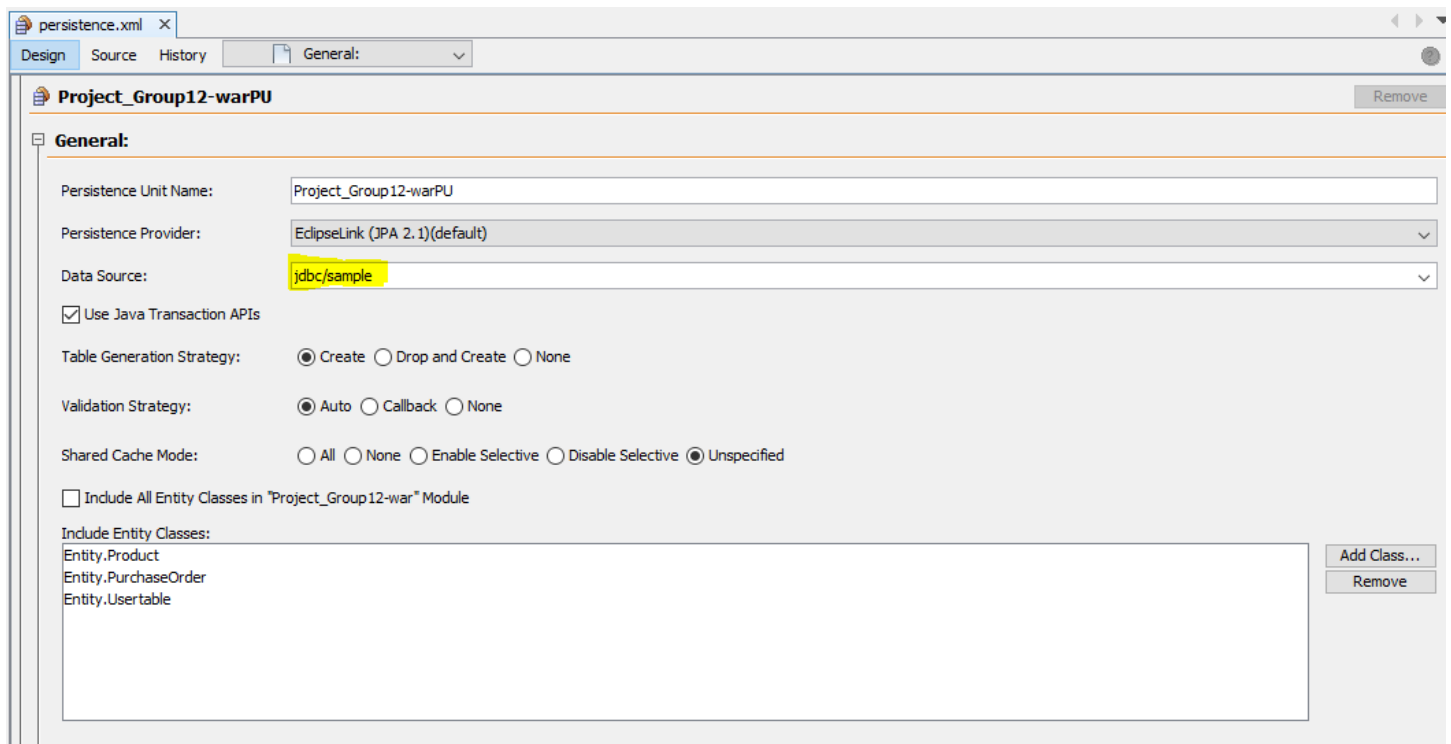 persistence.xml
Design Source History General:
Project_Group12-warPU Remove
General:
Persistence Unit Name: Project_Group12-warPU
Persistence Provider: EclipseLink (JPA 2.1)(default)
Data Source: jdbc/sample
Use Java Transaction APIs
Table Generation Strategy: Create Drop and Create None
Validation Strategy: Auto Callback None
Shared Cache Mode: All None Enable Selective Disable Selective Unspecified
Include All Entity Classes in "Project_Group12-war" Module
Include Entity Classes:
Entity.Product Add Class...
Entity.PurchaseOrder Remove
Entity.Usertable